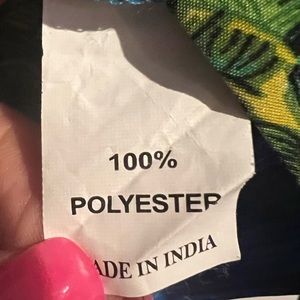 100%
POLYESTER
ADE IN INDIA